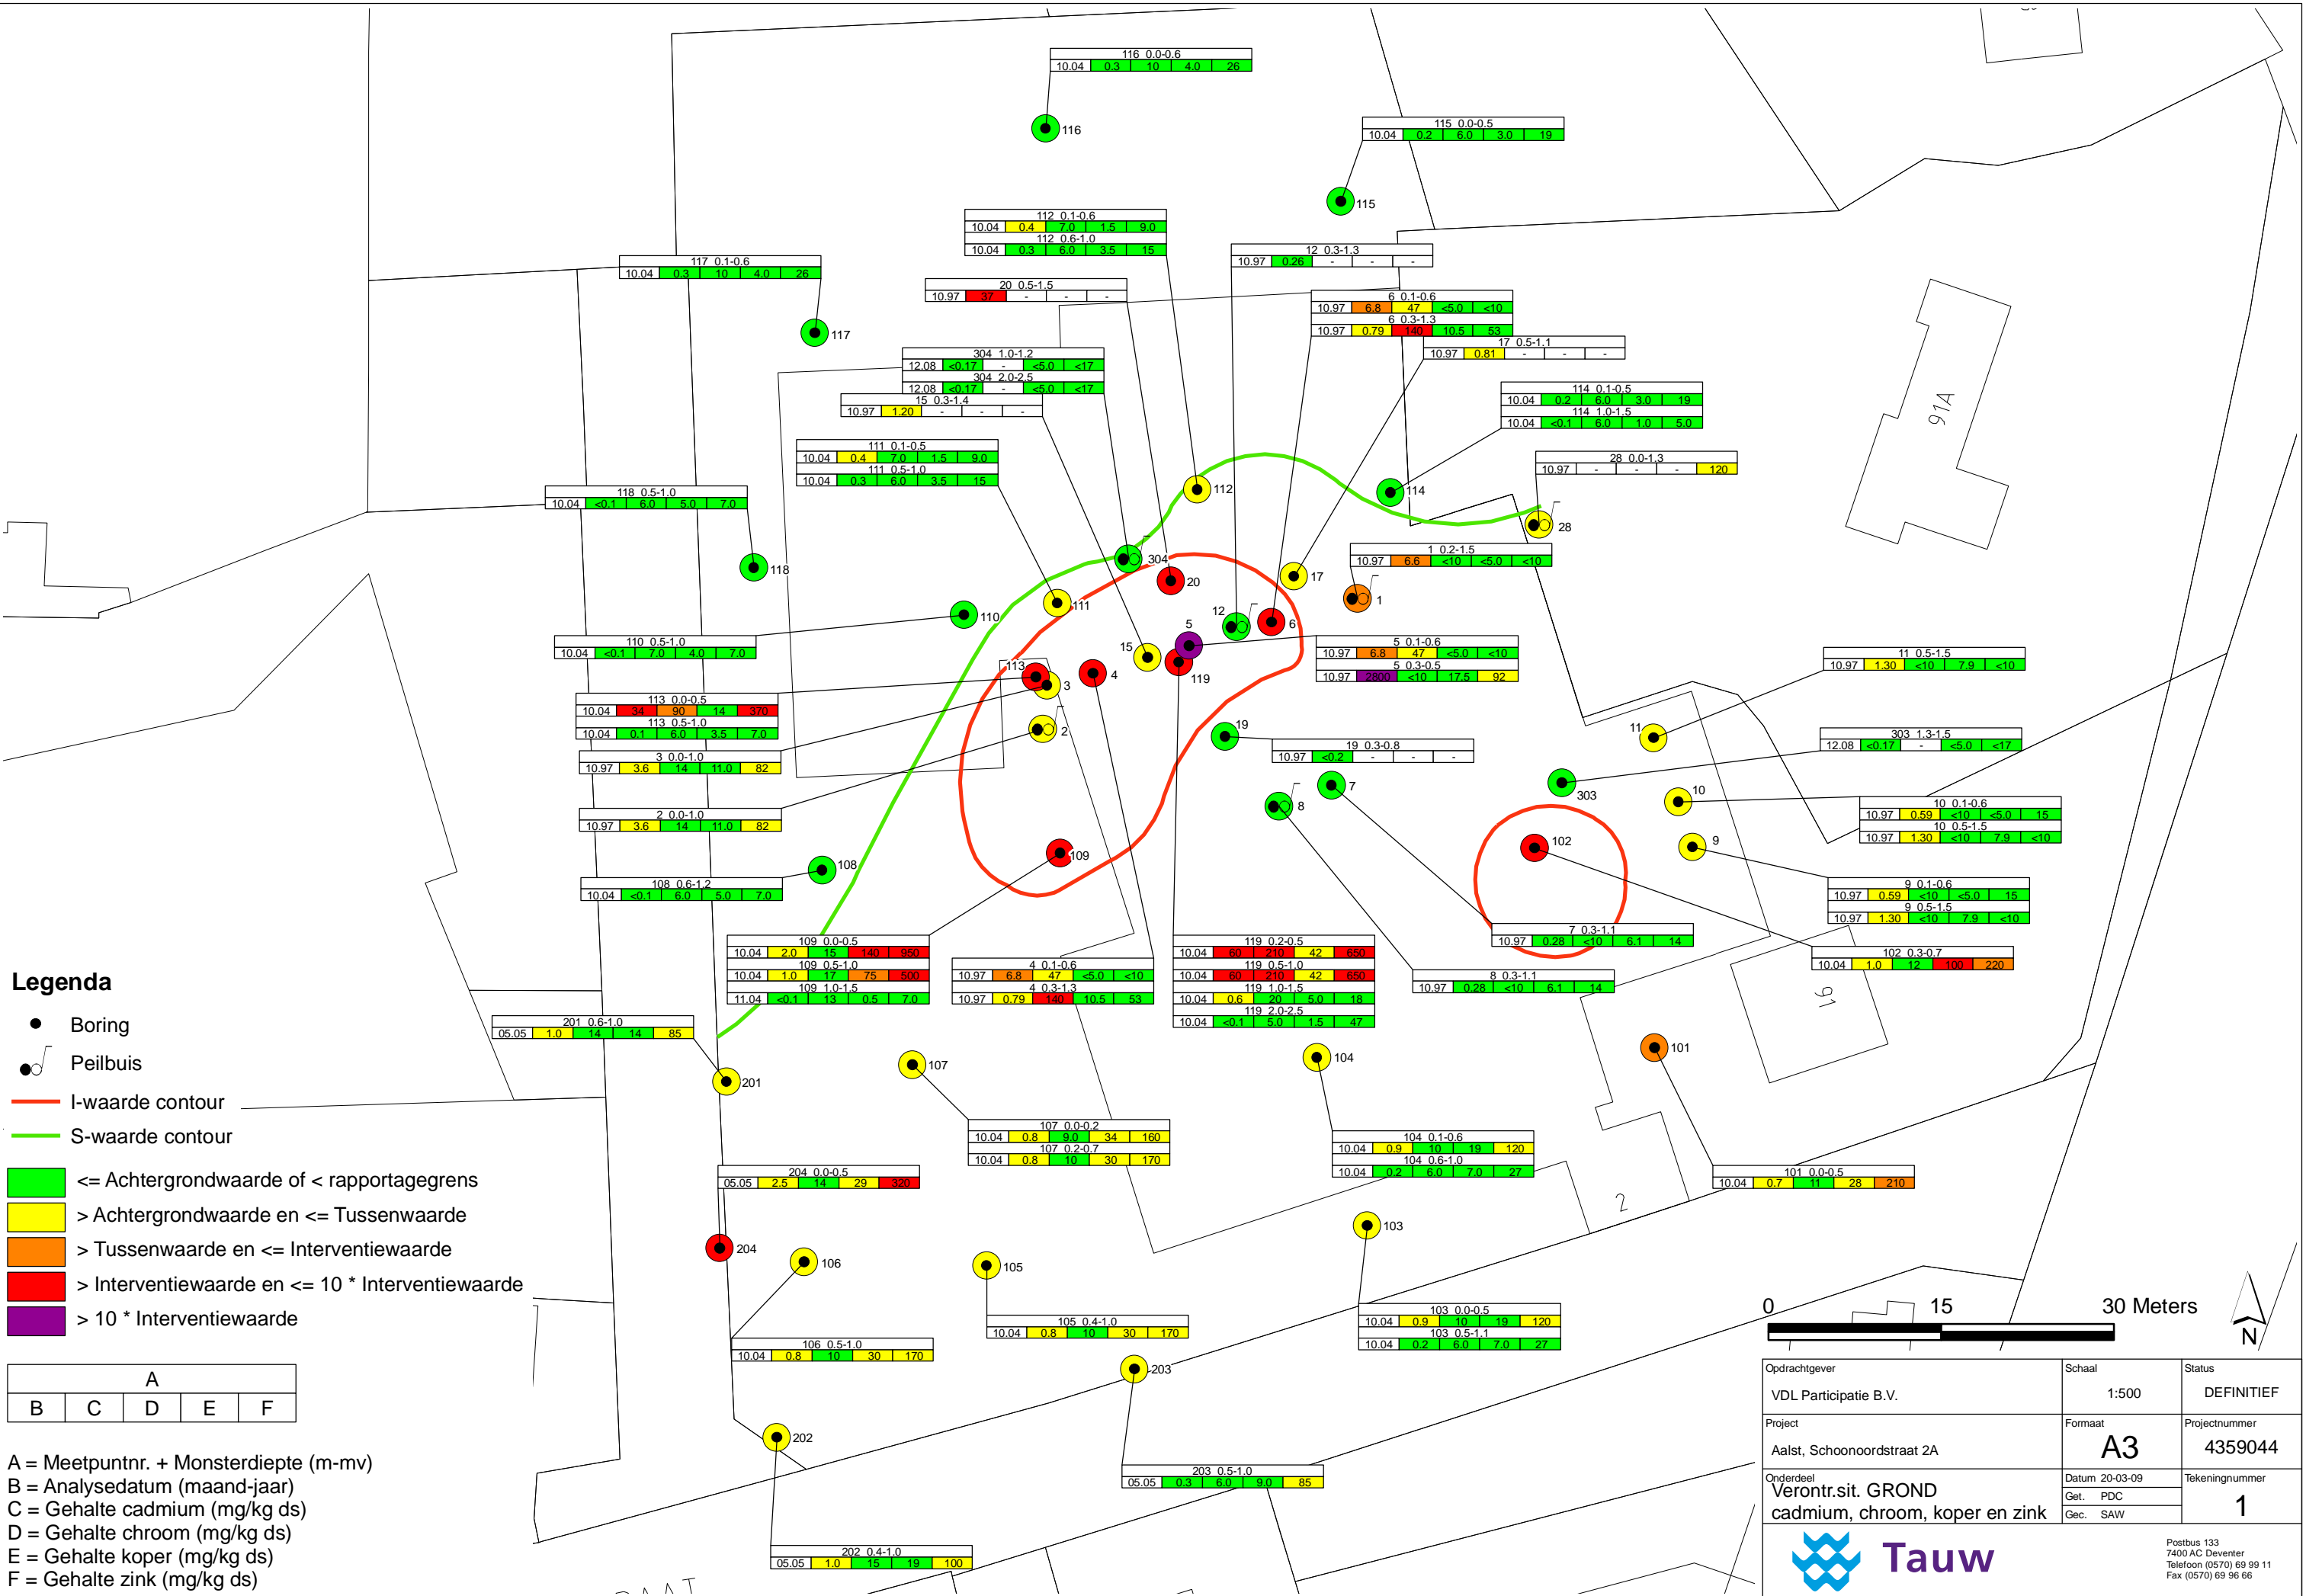 116 0.0-0.6
10.04 0.3 10 4.0 26
116
115 0.0-0.5
10.04 0.2 6.0 3.0 19
115
112 0.1-0.6
10.04 0.4 7.0 1.5 9.0
112 0.6-1.0
10.04 0.3 6.0 3.5 15
12 0.3-1.3
10.97 0.26 - - -
117 0.1-0.6
10.04 0.3 10 4.0 26
117
20 0.5-1.5
10.97 37 - - -
6 0.1-0.6
10.97 6.8 47 <5.0 <10
6 0.3-1.3
10.97 0.79 140 10.5 53
17 0.5-1.1
10.97 0.81 - - -
304 1.0-1.2
12.08 <0.17 - <5.0 <17
304 2.0-2.5
12.08 <0.17 - <5.0 <17
15 0.3-1.4
10.97 1.20 - - -
114 0.1-0.5
10.04 0.2 6.0 3.0 19
114 1.0-1.5
10.04 <0.1 6.0 1.0 5.0
91A
111 0.1-0.5
10.04 0.4 7.0 1.5 9.0
111 0.5-1.0
10.04 0.3 6.0 3.5 15
28 0.0-1.3
10.97 - - - 120
118 0.5-1.0
10.04 <0.1 6.0 5.0 7.0
112
114
28
1 0.2-1.5
10.97 6.6 <10 <5.0 <10
118
304
20
17
1
111
110
12
6
5
110 0.5-1.0
10.04 <0.1 7.0 4.0 7.0
5 0.1-0.6
10.97 6.8 47 <5.0 <10
5 0.3-0.5
10.97 2800 <10 17.5 92
11 0.5-1.5
10.97 1.30 <10 7.9 <10
15
113
4
119
3
113 0.0-0.5
10.04 34 90 14 370
113 0.5-1.0
10.04 0.1 6.0 3.5 7.0
2
19
11
19 0.3-0.8
10.97 <0.2 - - -
303 1.3-1.5
12.08 <0.17 - <5.0 <17
3 0.0-1.0
10.97 3.6 14 11.0 82
7
303
10
8
2 0.0-1.0
10.97 3.6 14 11.0 82
10 0.1-0.6
10.97 0.59 <10 <5.0 15
10 0.5-1.5
10.97 1.30 <10 7.9 <10
109
102
9
108
108 0.6-1.2
10.04 <0.1 6.0 5.0 7.0
9 0.1-0.6
10.97 0.59 <10 <5.0 15
9 0.5-1.5
10.97 1.30 <10 7.9 <10
7 0.3-1.1
10.97 0.28 <10 6.1 14
109 0.0-0.5
10.04 2.0 15 140 950
109 0.5-1.0
10.04 1.0 17 75 500
109 1.0-1.5
11.04 <0.1 13 0.5 7.0
4 0.1-0.6
10.97 6.8 47 <5.0 <10
4 0.3-1.3
10.97 0.79 140 10.5 53
119 0.2-0.5
10.04 60 210 42 650
119 0.5-1.0
10.04 60 210 42 650
119 1.0-1.5
10.04 0.6 20 5.0 18
119 2.0-2.5
10.04 <0.1 5.0 1.5 47
8 0.3-1.1
10.97 0.28 <10 6.1 14
102 0.3-0.7
10.04 1.0 12 100 220
91
201 0.6-1.0
05.05 1.0 14 14 85
201
107
104
101
107 0.0-0.2
10.04 0.8 9.0 34 160
107 0.2-0.7
10.04 0.8 10 30 170
104 0.1-0.6
10.04 0.9 10 19 120
104 0.6-1.0
10.04 0.2 6.0 7.0 27
101 0.0-0.5
10.04 0.7 11 28 210
204 0.0-0.5
05.05 2.5 14 29 320
2
103
204
106
105
105 0.4-1.0
10.04 0.8 10 30 170
103 0.0-0.5
10.04 0.9 10 19 120
103 0.5-1.1
10.04 0.2 6.0 7.0 27
106 0.5-1.0
10.04 0.8 10 30 170
203
202
203 0.5-1.0
05.05 0.3 6.0 9.0 85
202 0.4-1.0
05.05 1.0 15 19 100
Legenda
Boring
Peilbuis
I-waarde contour
S-waarde contour
<= Achtergrondwaarde of < rapportagegrens
> Achtergrondwaarde en <= Tussenwaarde
> Tussenwaarde en <= Interventiewaarde
> Interventiewaarde en <= 10 * Interventiewaarde
> 10 * Interventiewaarde
A
B C D E F
A = Meetpuntnr. + Monsterdiepte (m-mv)
B = Analysedatum (maand-jaar)
C = Gehalte cadmium (mg/kg ds)
D = Gehalte chroom (mg/kg ds)
E = Gehalte koper (mg/kg ds)
F = Gehalte zink (mg/kg ds)
0 15 30 Meters
N
Opdrachtgever
VDL Participatie B.V.
Schaal
1:500
Status
DEFINITIEF
Project
Aalst, Schoonoordstraat 2A
Formaat
A3
Projectnummer
4359044
Onderdeel
Verontr.sit. GROND
cadmium, chroom, koper en zink
Datum 20-03-09
Get. PDC
Gec. SAW
Tekeningnummer
1
Tauw
Postbus 133
7400 AC Deventer
Telefoon (0570) 69 99 11
Fax (0570) 69 96 66